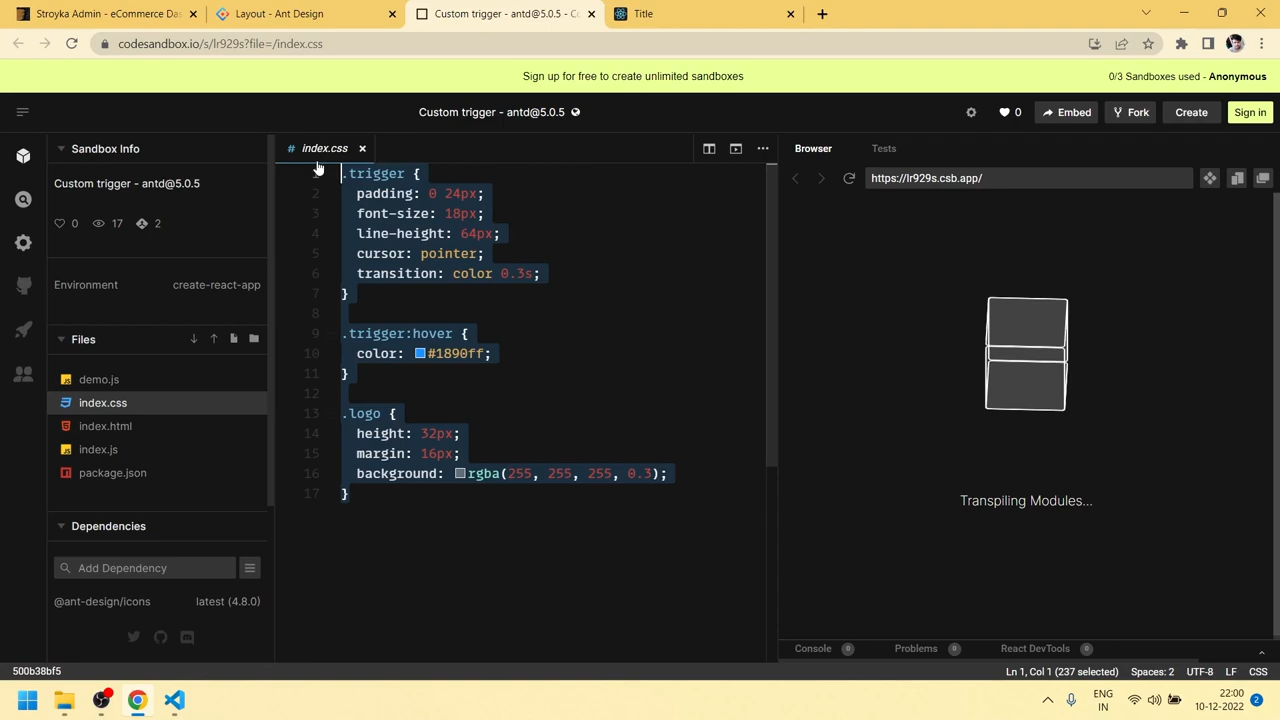 Stroyka Admin - eCommerce Das
Layout - Ant Design
Custom trigger - antd@5.0.5 - Co
Title
codesandbox.io/s/lr929s?file=/index.css
Sign up for free to create unlimited sandboxes
0/3 Sandboxes used - Anonymous
Custom trigger - antd@5.0.5
0
Embed
Fork
Create
Sign in
Sandbox Info
Custom trigger - antd@5.0.5
0
17
2
Environment
create-react-app
Files
demo.js
index.css
index.html
index.js
package.json
Dependencies
Add Dependency
@ant-design/icons
latest (4.8.0)
# index.css
1 .trigger {
2 padding: 0 24px;
3 font-size: 18px;
4 line-height: 64px;
5 cursor: pointer;
6 transition: color 0.3s;
7 }
8
9 .trigger:hover {
10 color: #1890ff;
11 }
12
13 .logo {
14 height: 32px;
15 margin: 16px;
16 background: rgba(255, 255, 255, 0.3);
17 }
Browser
Tests
https://lr929s.csb.app/
Transpiling Modules...
Console 0
Problems 0
React DevTools 0
500b38bf5
Ln 1, Col 1 (237 selected)
Spaces: 2
UTF-8
LF
CSS
ENG
IN
22:00
10-12-2022
2